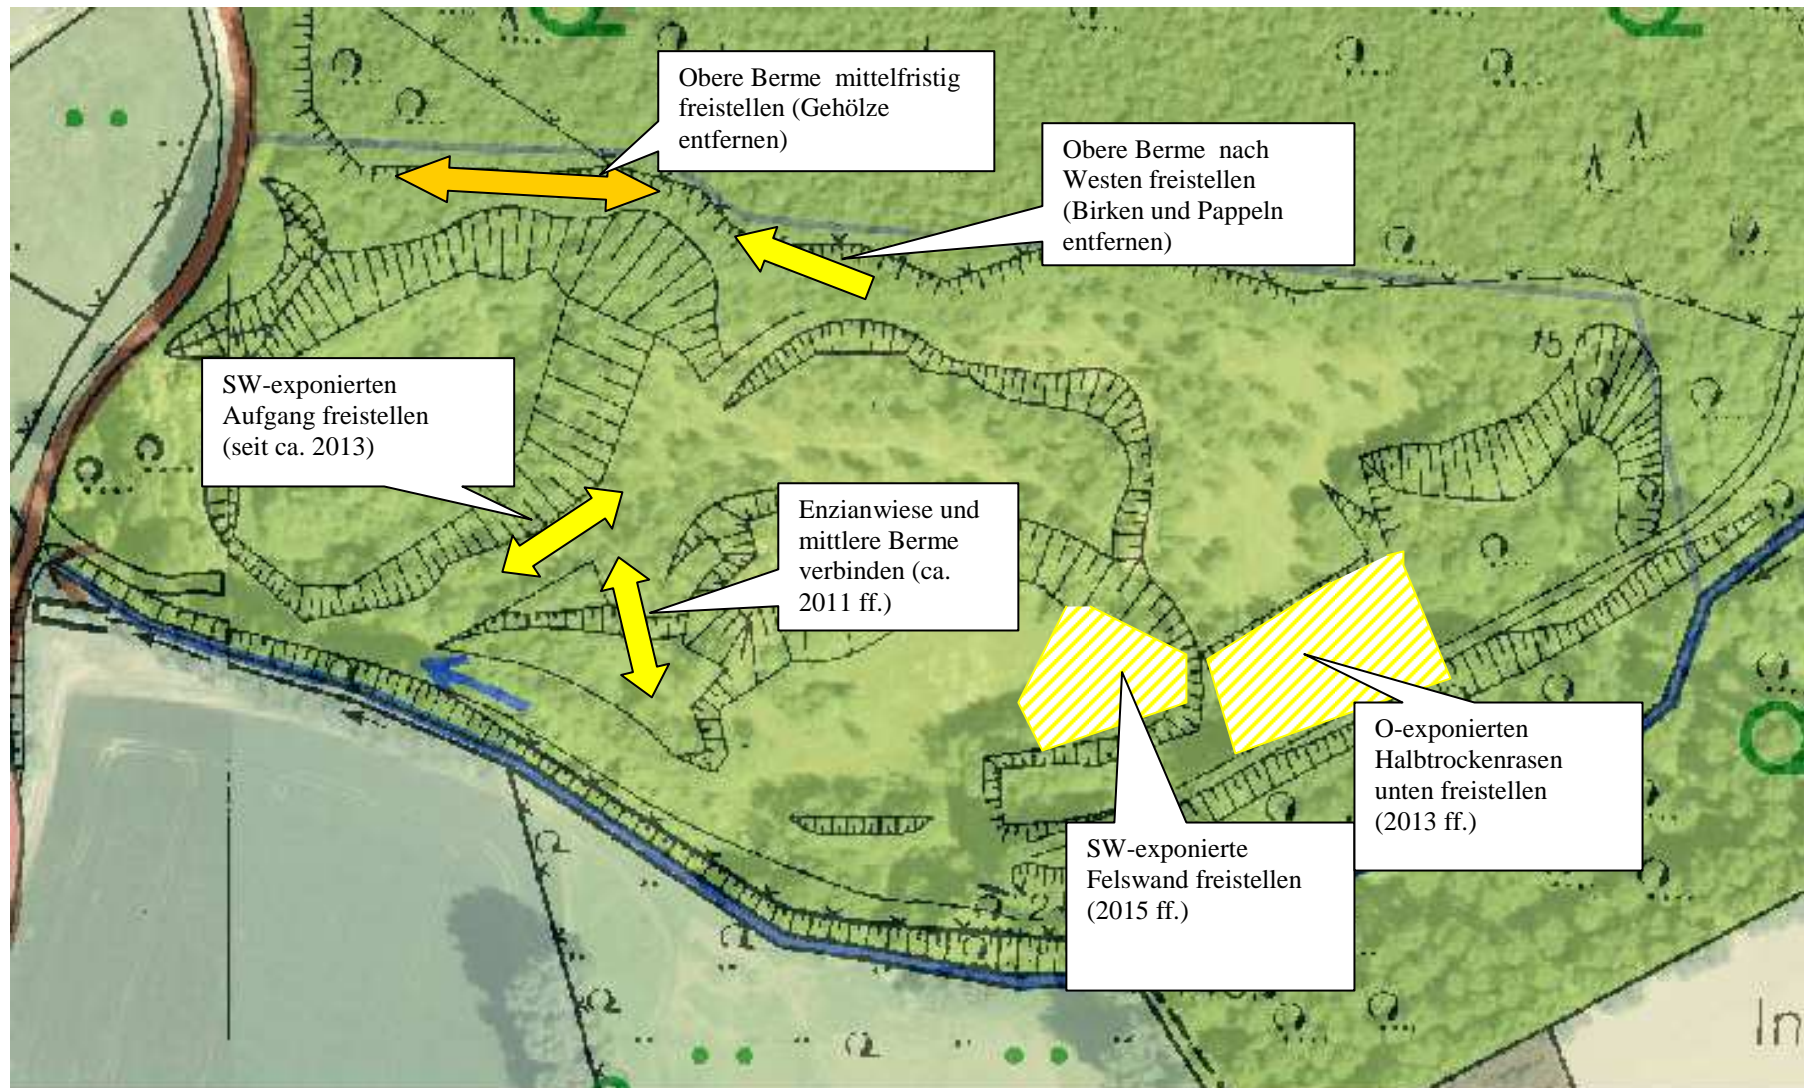 Obere Berme mittelfristig
freistellen (Gehölze
entfernen)
Obere Berme nach
Westen freistellen
(Birken und Pappeln
entfernen)
SW-exponierten
Aufgang freistellen
(seit ca. 2013)
Enzianwiese und
mittlere Berme
verbinden (ca.
2011 ff.)
O-exponierten
Halbtrockenrasen
unten freistellen
(2013 ff.)
SW-exponierte
Felswand freistellen
(2015 ff.)
15
In